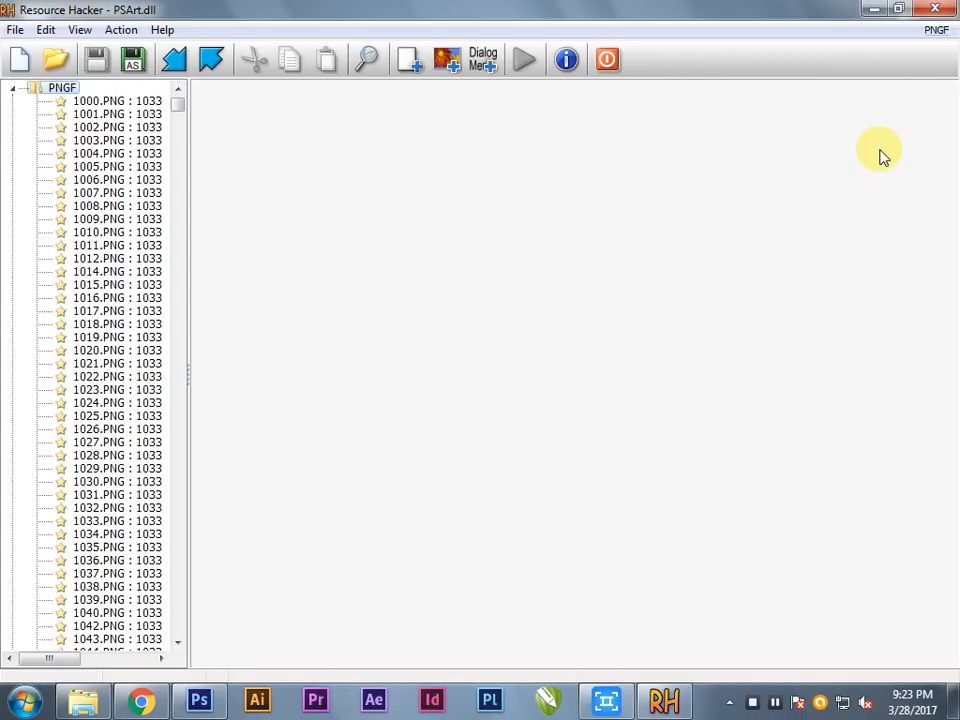 RH Resource Hacker - PSArt.dll
File Edit View Action Help PNGF
AS
Dialog
Menu
PNGF
1000.PNG : 1033
1001.PNG : 1033
1002.PNG : 1033
1003.PNG : 1033
1004.PNG : 1033
1005.PNG : 1033
1006.PNG : 1033
1007.PNG : 1033
1008.PNG : 1033
1009.PNG : 1033
1010.PNG : 1033
1011.PNG : 1033
1012.PNG : 1033
1014.PNG : 1033
1015.PNG : 1033
1016.PNG : 1033
1017.PNG : 1033
1018.PNG : 1033
1019.PNG : 1033
1020.PNG : 1033
1021.PNG : 1033
1022.PNG : 1033
1023.PNG : 1033
1024.PNG : 1033
1025.PNG : 1033
1026.PNG : 1033
1027.PNG : 1033
1028.PNG : 1033
1029.PNG : 1033
1030.PNG : 1033
1031.PNG : 1033
1032.PNG : 1033
1033.PNG : 1033
1034.PNG : 1033
1035.PNG : 1033
1036.PNG : 1033
1037.PNG : 1033
1038.PNG : 1033
1039.PNG : 1033
1040.PNG : 1033
1042.PNG : 1033
1043.PNG : 1033
Ps Ai Pr Ae Id Pl RH
9:23 PM
3/28/2017